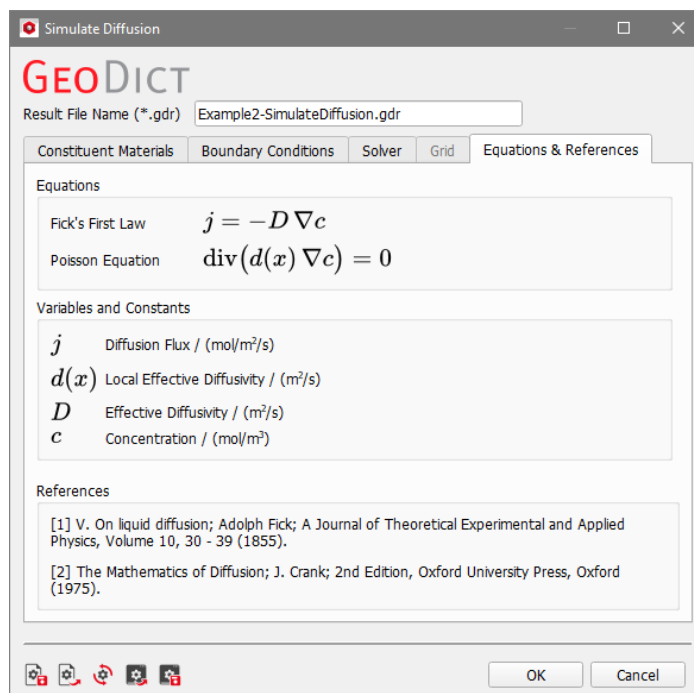 Simulate Diffusion
GEODICT
Result File Name (*.gdr) Example2-SimulateDiffusion.gdr
Constituent Materials Boundary Conditions Solver Grid Equations & References
Equations
Fick's First Law j = −D ∇c
Poisson Equation div(d(x) ∇c) = 0
Variables and Constants
j Diffusion Flux / (mol/m²/s)
d(x) Local Effective Diffusivity / (m²/s)
D Effective Diffusivity / (m²/s)
c Concentration / (mol/m³)
References
[1] V. On liquid diffusion; Adolph Fick; A Journal of Theoretical Experimental and Applied
Physics, Volume 10, 30 - 39 (1855).
[2] The Mathematics of Diffusion; J. Crank; 2nd Edition, Oxford University Press, Oxford
(1975).
OK Cancel